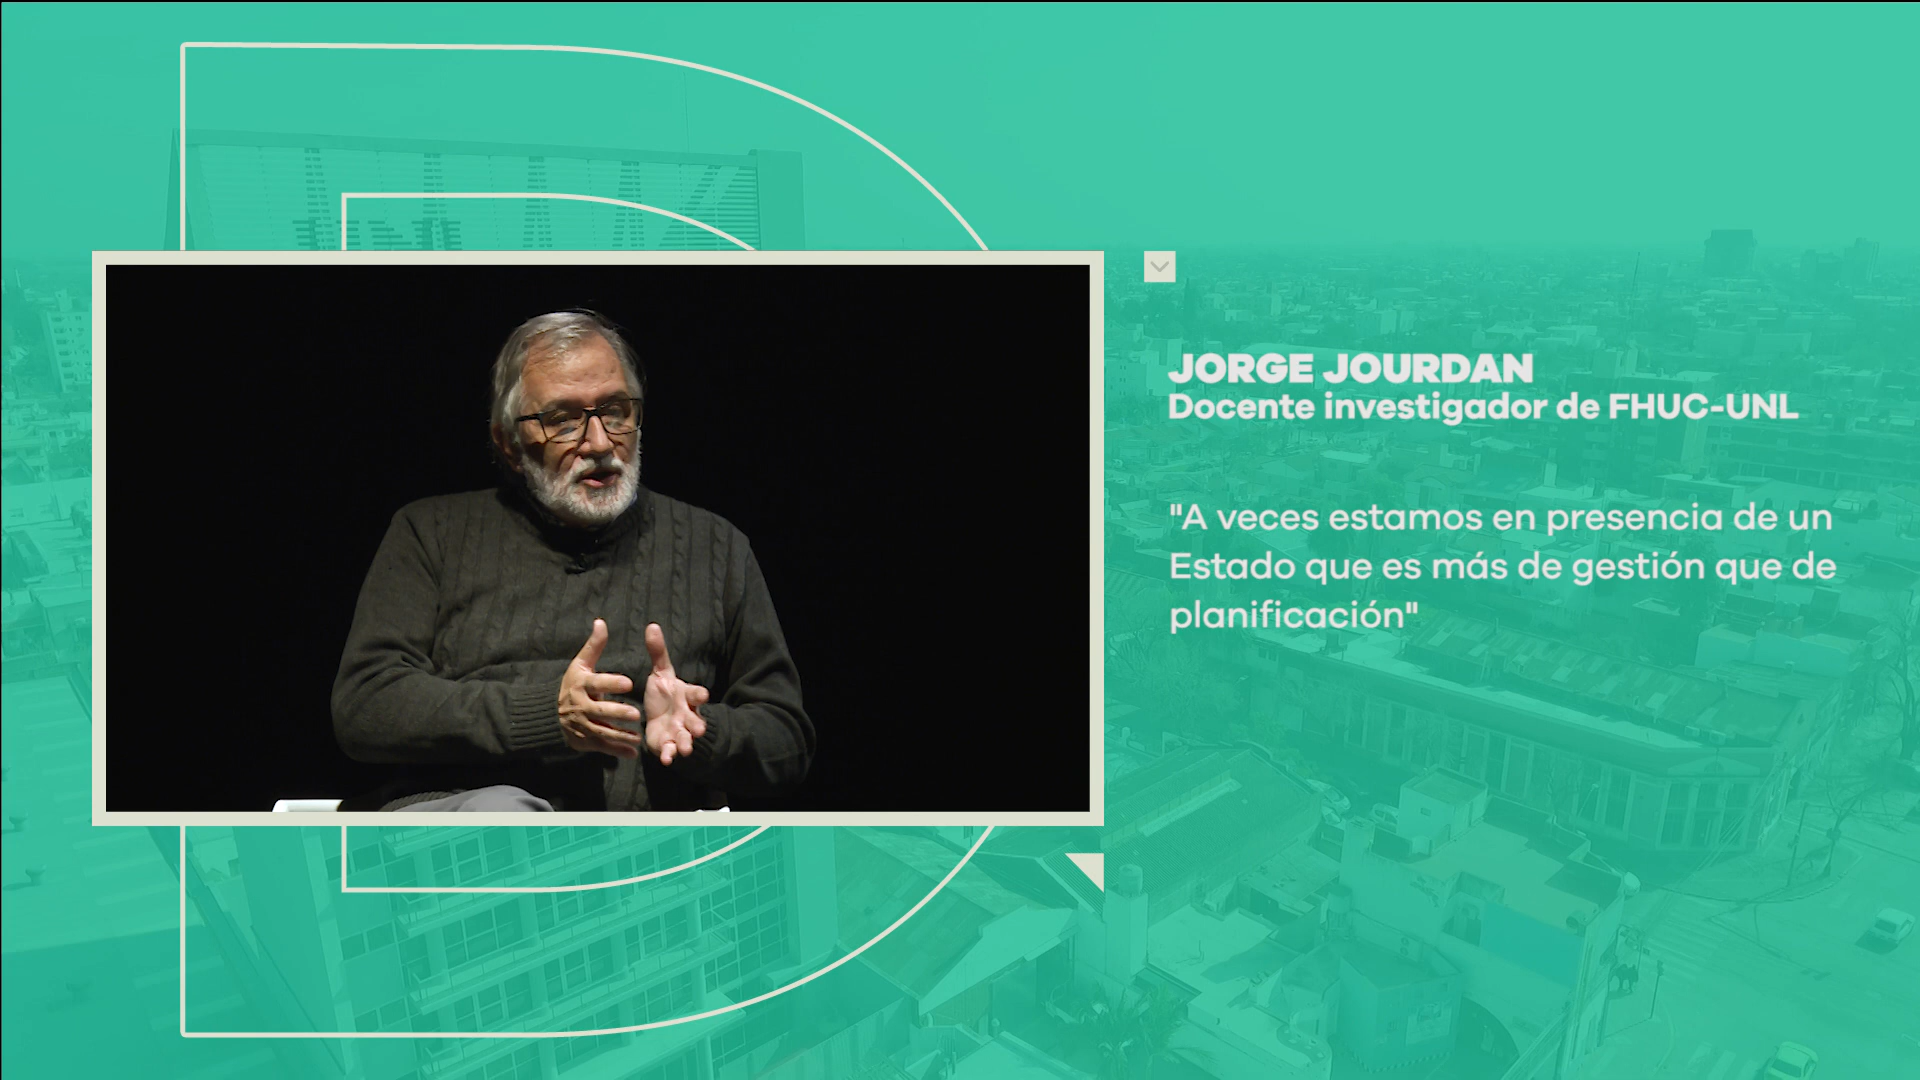 JORGE JOURDAN
Docente investigador de FHUC-UNL
"A veces estamos en presencia de un
Estado que es más de gestión que de
planificación"